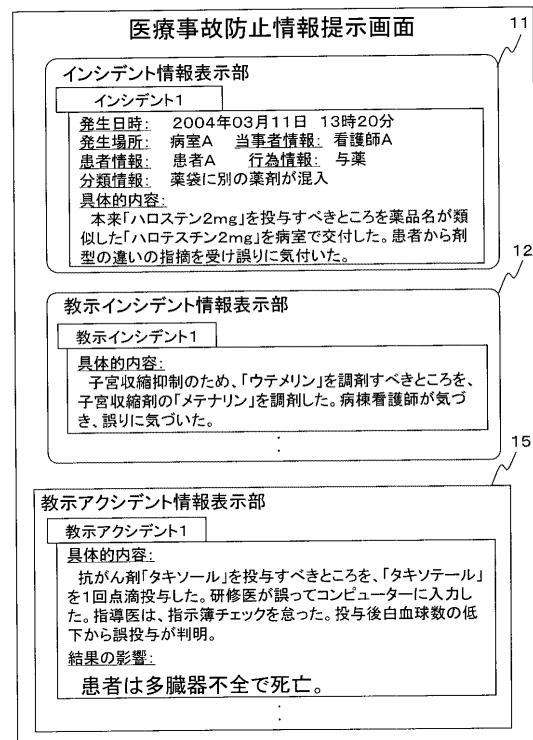 医療事故防止情報提示画面
11
インシデント情報表示部
インシデント1
発生日時: 2004年03月11日 13時20分
発生場所: 病室A 当事者情報: 看護師A
患者情報: 患者A 行為情報: 与薬
分類情報: 薬袋に別の薬剤が混入
具体的内容:
本来「ハロステン2mg」を投与すべきところを薬品名が類
似した「ハロテスチン2mg」を病室で交付した。患者から剤
型の違いの指摘を受け誤りに気付いた。
12
教示インシデント情報表示部
教示インシデント1
具体的内容:
子宮収縮抑制のため、「ウテメリン」を調剤すべきところを、
子宮収縮剤の「メテナリン」を調剤した。病棟看護師が気づ
き、誤りに気づいた。
:
15
教示アクシデント情報表示部
教示アクシデント1
具体的内容:
抗がん剤「タキソール」を投与すべきところを、「タキソテール」
を1回点滴投与した。研修医が誤ってコンピューターに入力し
た。指導医は、指示簿チェックを怠った。投与後白血球数の低
下から誤投与が判明。
結果の影響:
患者は多臓器不全で死亡。
: